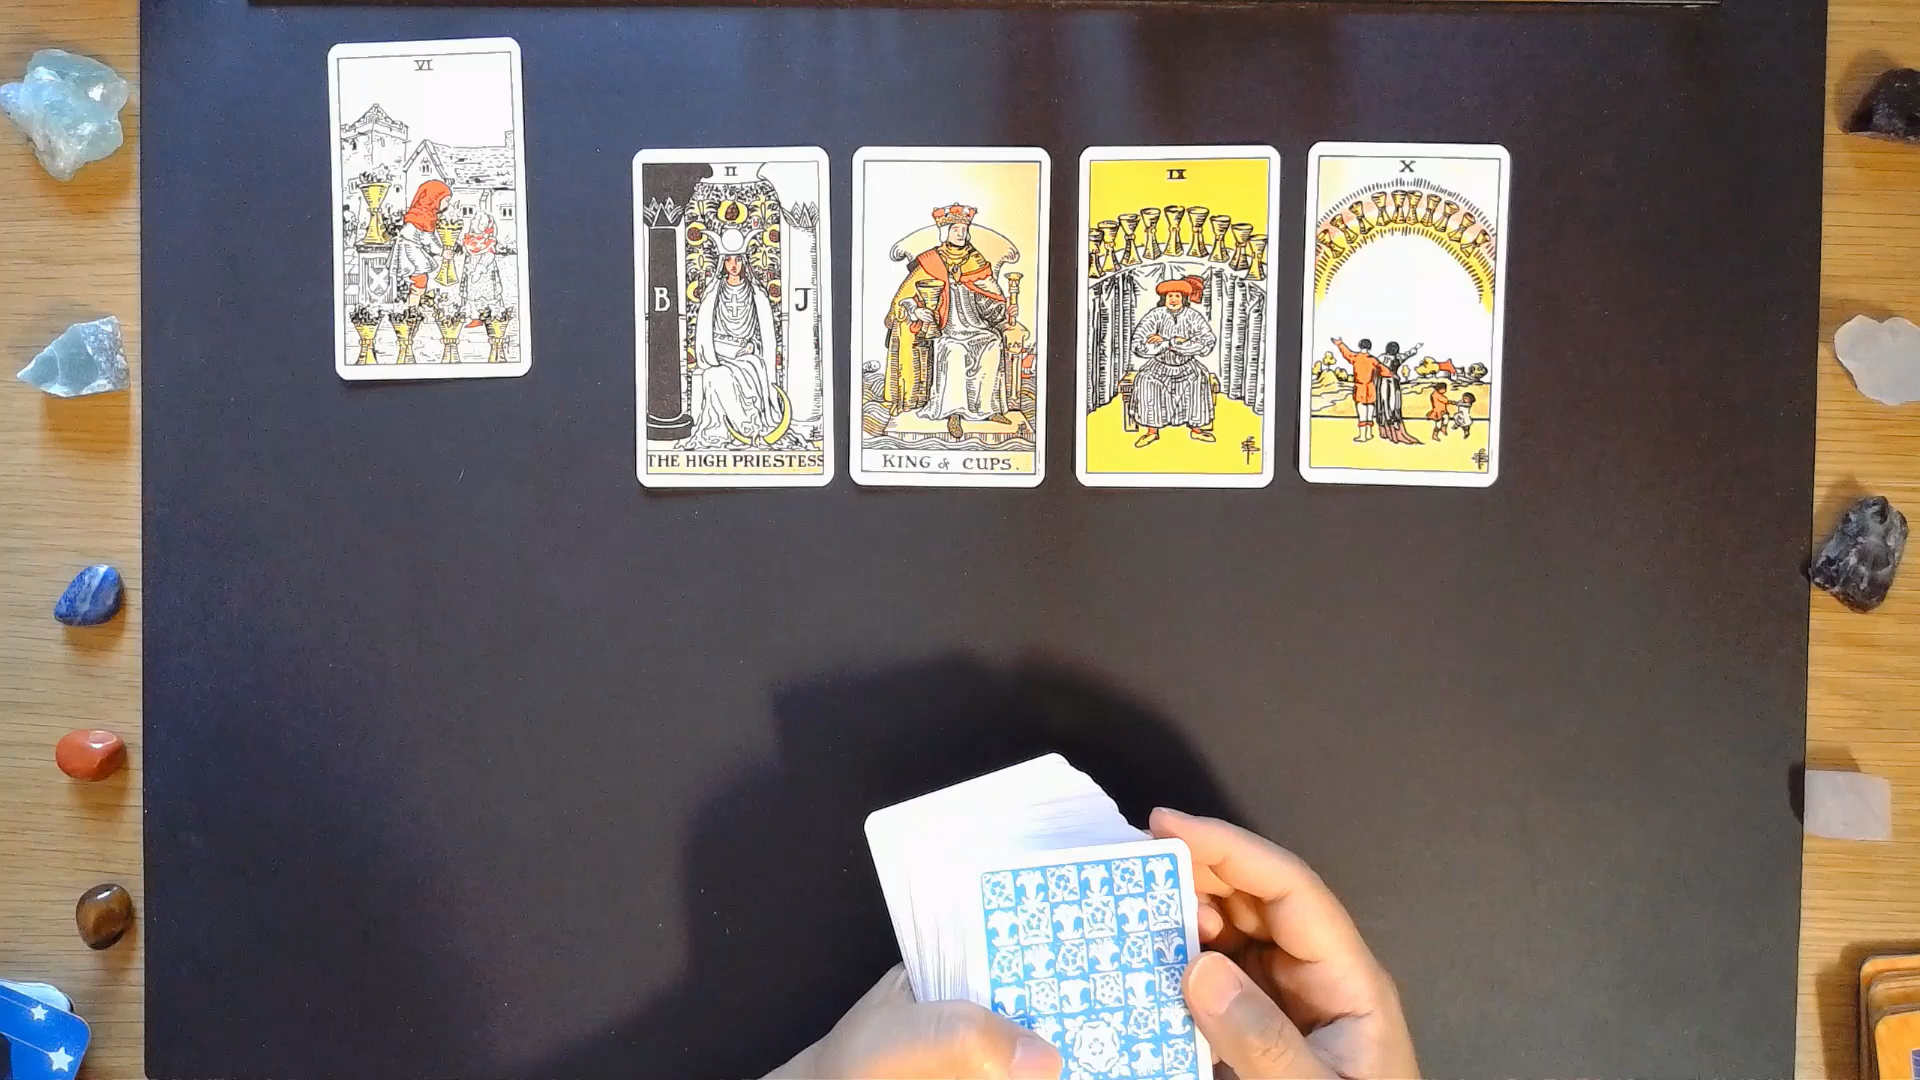 VI
II
B
J
THE HIGH PRIESTESS
KING of CUPS.
IX
X